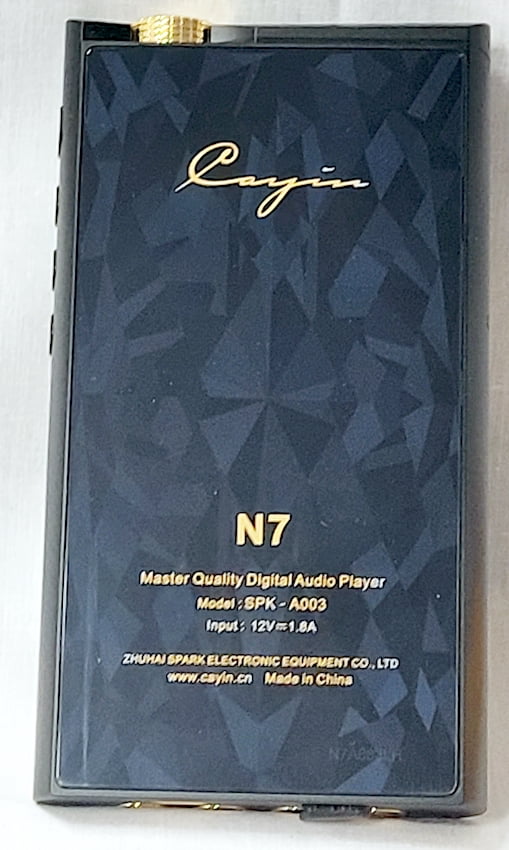 Cayin
N7
Master Quality Digital Audio Player
Model : SPK - A003
Input : 12V⎓1.6A
ZHUHAI SPARK ELECTRONIC EQUIPMENT CO., LTD
www.cayin.cn Made in China